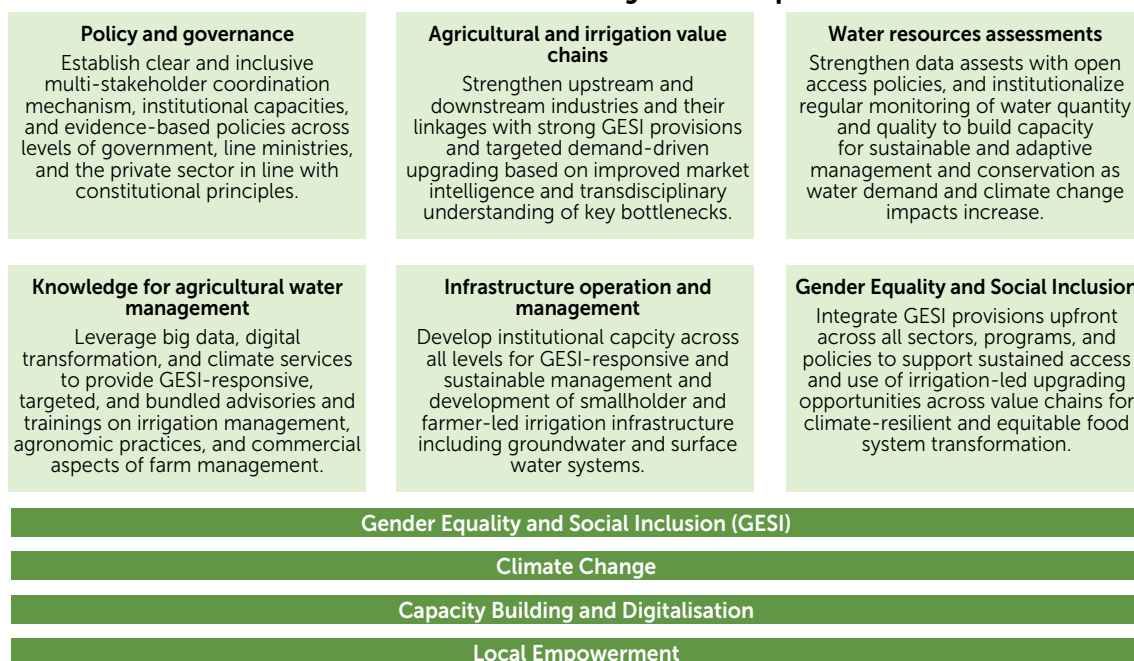 Policy and governance
Establish clear and inclusive
multi-stakeholder coordination
mechanism, institutional capacities,
and evidence-based policies across
levels of government, line ministries,
and the private sector in line with
constitutional principles.
Agricultural and irrigation value
chains
Strengthen upstream and
downstream industries and their
linkages with strong GESI provisions
and targeted demand-driven
upgrading based on improved market
intelligence and transdisciplinary
understanding of key bottlenecks.
Water resources assessments
Strengthen data assests with open
access policies, and institutionalize
regular monitoring of water quantity
and quality to build capacity
for sustainable and adaptive
management and conservation as
water demand and climate change
impacts increase.
Knowledge for agricultural water
management
Leverage big data, digital
transformation, and climate services
to provide GESI-responsive,
targeted, and bundled advisories and
trainings on irrigation management,
agronomic practices, and commercial
aspects of farm management.
Infrastructure operation and
management
Develop institutional capcity across
all levels for GESI-responsive and
sustainable management and
development of smallholder and
farmer-led irrigation infrastructure
including groundwater and surface
water systems.
Gender Equality and Social Inclusion
Integrate GESI provisions upfront
across all sectors, programs, and
policies to support sustained access
and use of irrigation-led upgrading
opportunities across value chains for
climate-resilient and equitable food
system transformation.
Gender Equality and Social Inclusion (GESI)
Climate Change
Capacity Building and Digitalisation
Local Empowerment